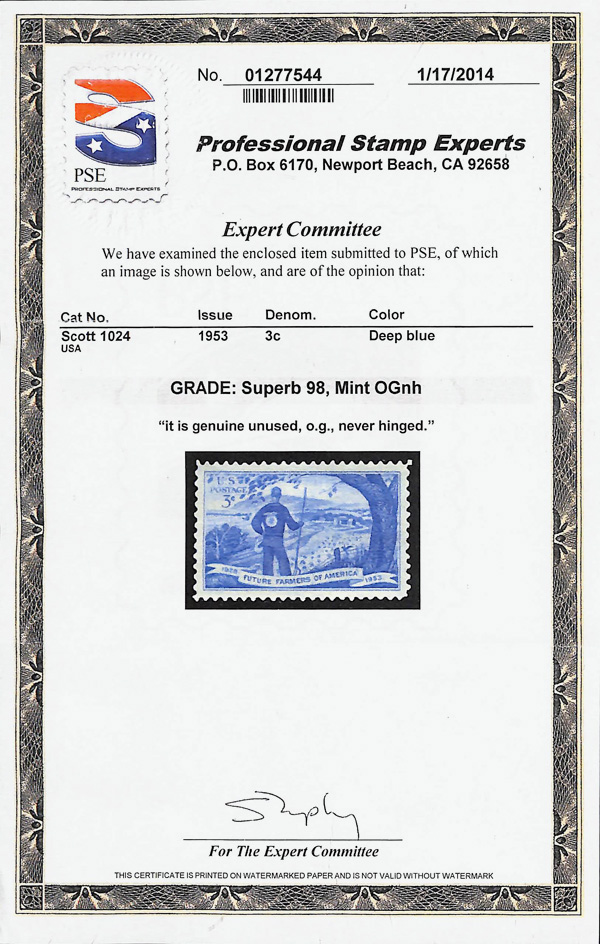 No. 01277544
1/17/2014
PSE
PROFESSIONAL STAMP EXPERTS
Professional Stamp Experts
P.O. Box 6170, Newport Beach, CA 92658
Expert Committee
We have examined the enclosed item submitted to PSE, of which
an image is shown below, and are of the opinion that:
Cat No. Issue Denom. Color
Scott 1024 1953 3c Deep blue
USA
GRADE: Superb 98, Mint OGnh
“it is genuine unused, o.g., never hinged.”
U S
POSTAGE
3c
1928 FUTURE FARMERS OF AMERICA 1953
For The Expert Committee
THIS CERTIFICATE IS PRINTED ON WATERMARKED PAPER AND IS NOT VALID WITHOUT WATERMARK